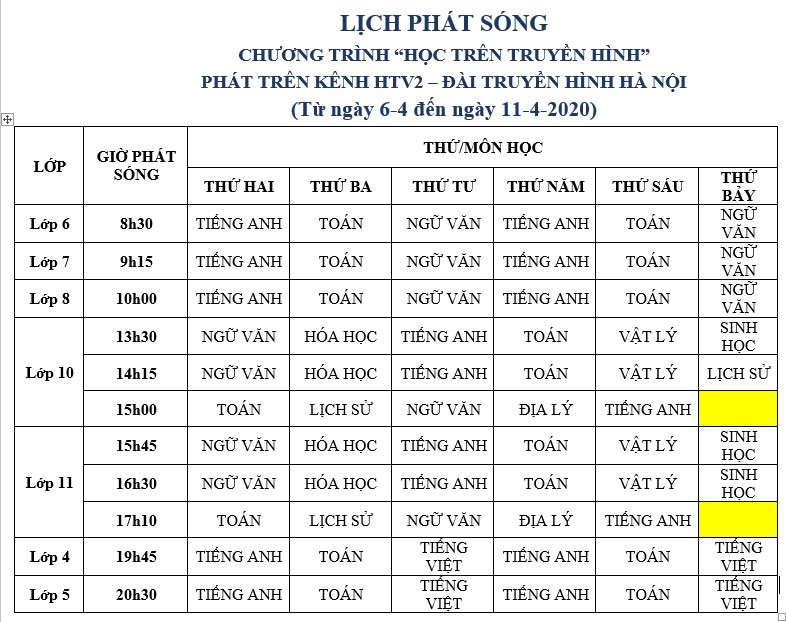 LỊCH PHÁT SÓNG
CHƯƠNG TRÌNH “HỌC TRÊN TRUYỀN HÌNH”
PHÁT TRÊN KÊNH HTV2 – ĐÀI TRUYỀN HÌNH HÀ NỘI
(Từ ngày 6-4 đến ngày 11-4-2020)
LỚP GIỜ PHÁT SÓNG THỨ/MÔN HỌC
THỨ HAI THỨ BA THỨ TƯ THỨ NĂM THỨ SÁU THỨ BẢY
Lớp 6 8h30 TIẾNG ANH TOÁN NGỮ VĂN TIẾNG ANH TOÁN NGỮ VĂN
Lớp 7 9h15 TIẾNG ANH TOÁN NGỮ VĂN TIẾNG ANH TOÁN NGỮ VĂN
Lớp 8 10h00 TIẾNG ANH TOÁN NGỮ VĂN TIẾNG ANH TOÁN NGỮ VĂN
Lớp 10 13h30 NGỮ VĂN HÓA HỌC TIẾNG ANH TOÁN VẬT LÝ SINH HỌC
14h15 NGỮ VĂN HÓA HỌC TIẾNG ANH TOÁN VẬT LÝ LỊCH SỬ
15h00 TOÁN LỊCH SỬ NGỮ VĂN ĐỊA LÝ TIẾNG ANH
Lớp 11 15h45 NGỮ VĂN HÓA HỌC TIẾNG ANH TOÁN VẬT LÝ SINH HỌC
16h30 NGỮ VĂN HÓA HỌC TIẾNG ANH TOÁN VẬT LÝ SINH HỌC
17h10 TOÁN LỊCH SỬ NGỮ VĂN ĐỊA LÝ TIẾNG ANH
Lớp 4 19h45 TIẾNG ANH TOÁN TIẾNG VIỆT TIẾNG ANH TOÁN TIẾNG VIỆT
Lớp 5 20h30 TIẾNG ANH TOÁN TIẾNG VIỆT TIẾNG ANH TOÁN TIẾNG VIỆT